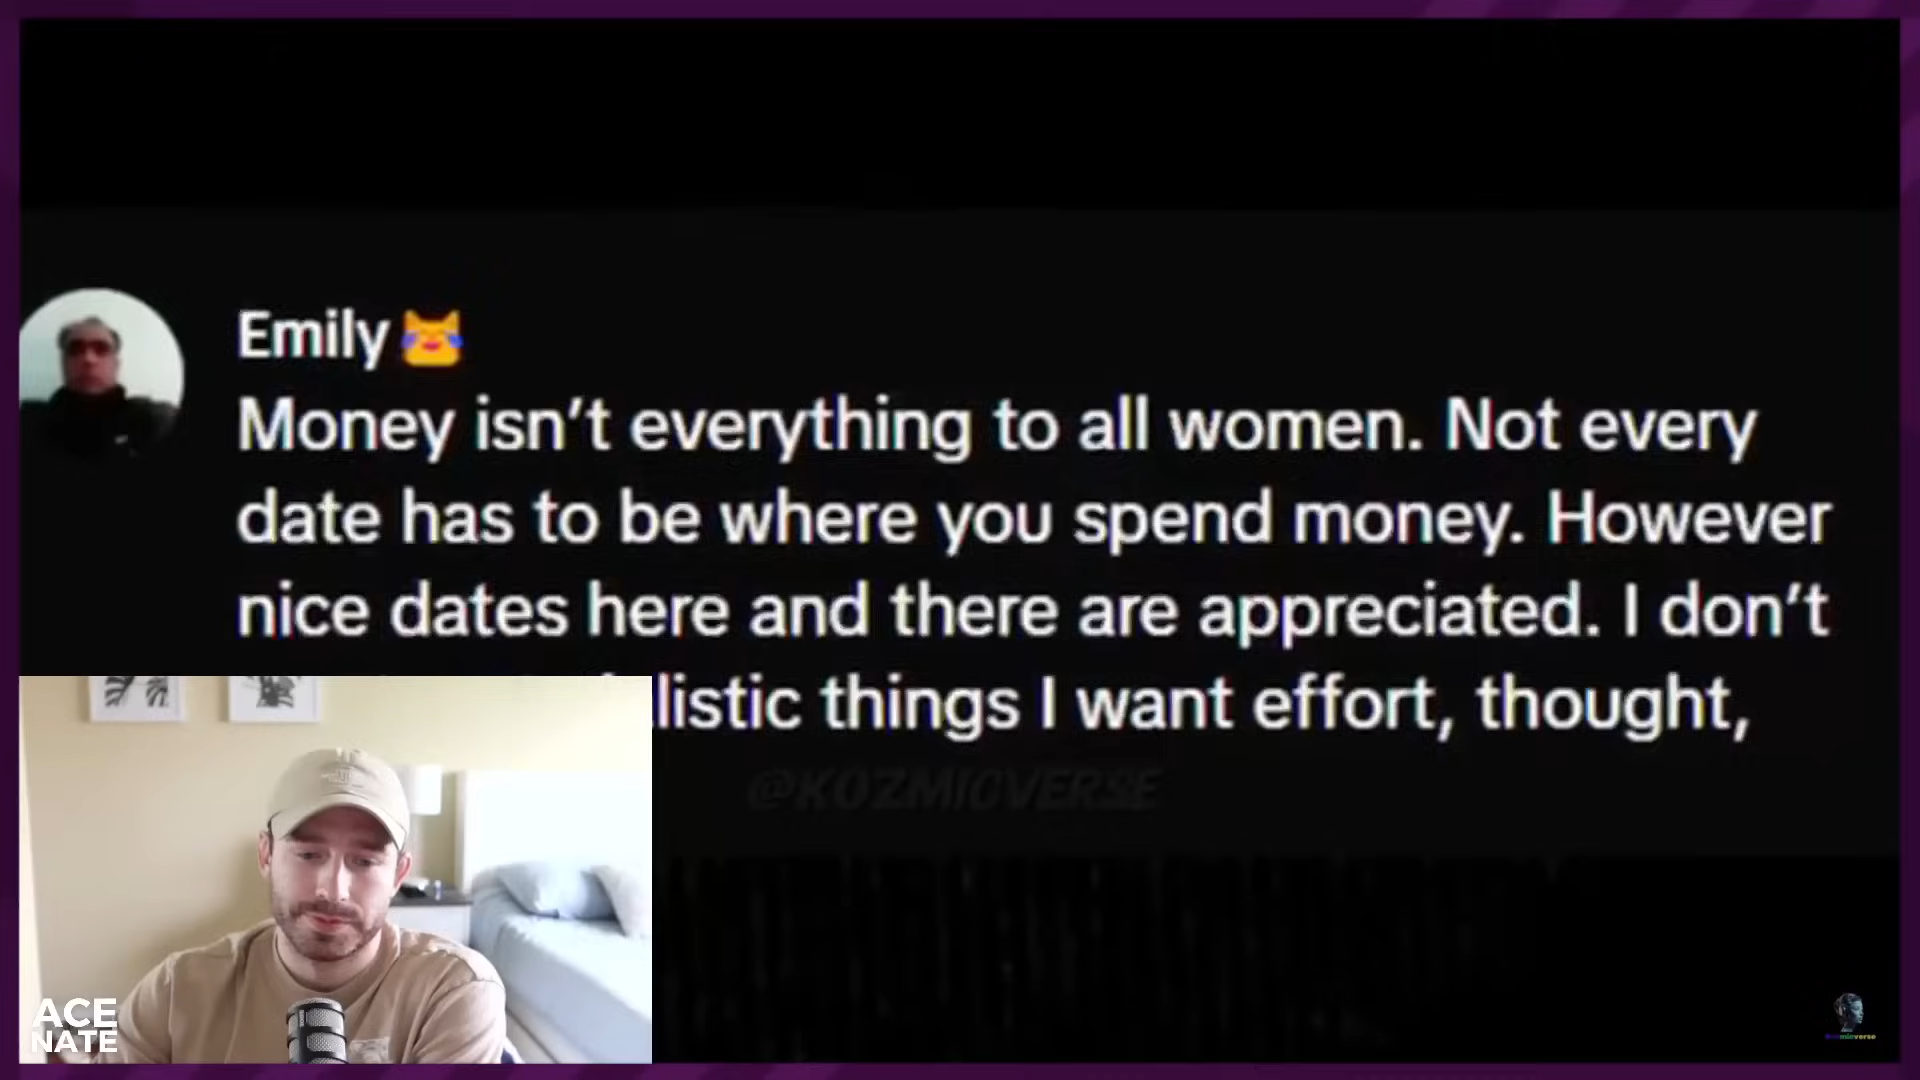 Emily 😹
Money isn’t everything to all women. Not every
date has to be where you spend money. However
nice dates here and there are appreciated. I don’t
listic things I want effort, thought,
@KOZMICVERSE
ACE
NATE